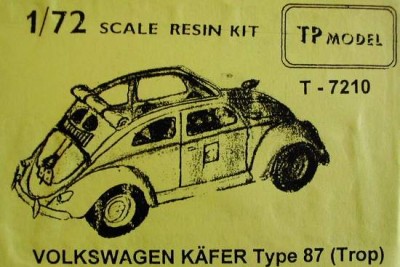 1/72 SCALE RESIN KIT
TP MODEL
T - 7210
VOLKSWAGEN KÄFER Type 87 (Trop)